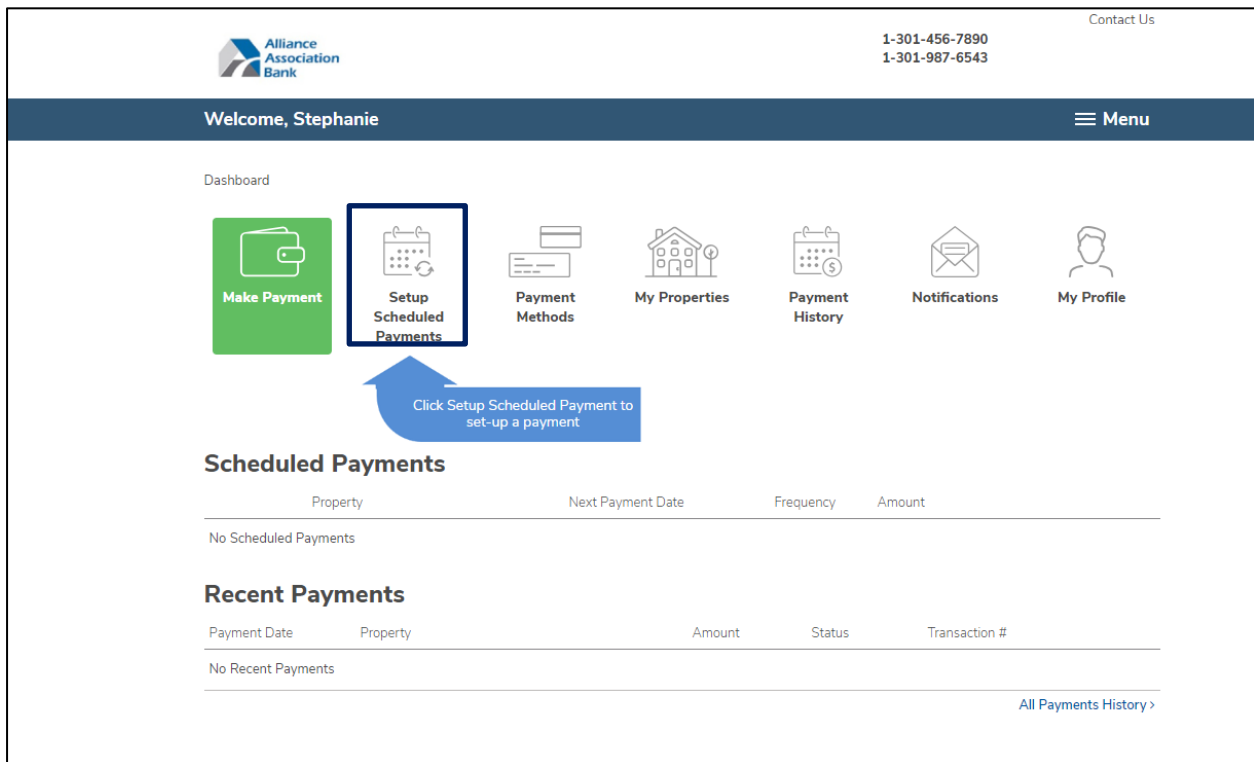 Contact Us
Alliance
Association
Bank
1-301-456-7890
1-301-987-6543
Welcome, Stephanie
Menu
Dashboard
Make Payment
Setup
Scheduled
Payments
Payment
Methods
My Properties
Payment
History
Notifications
My Profile
Click Setup Scheduled Payment to
set-up a payment
Scheduled Payments
Property Next Payment Date Frequency Amount
No Scheduled Payments
Recent Payments
Payment Date Property Amount Status Transaction #
No Recent Payments
All Payments History >